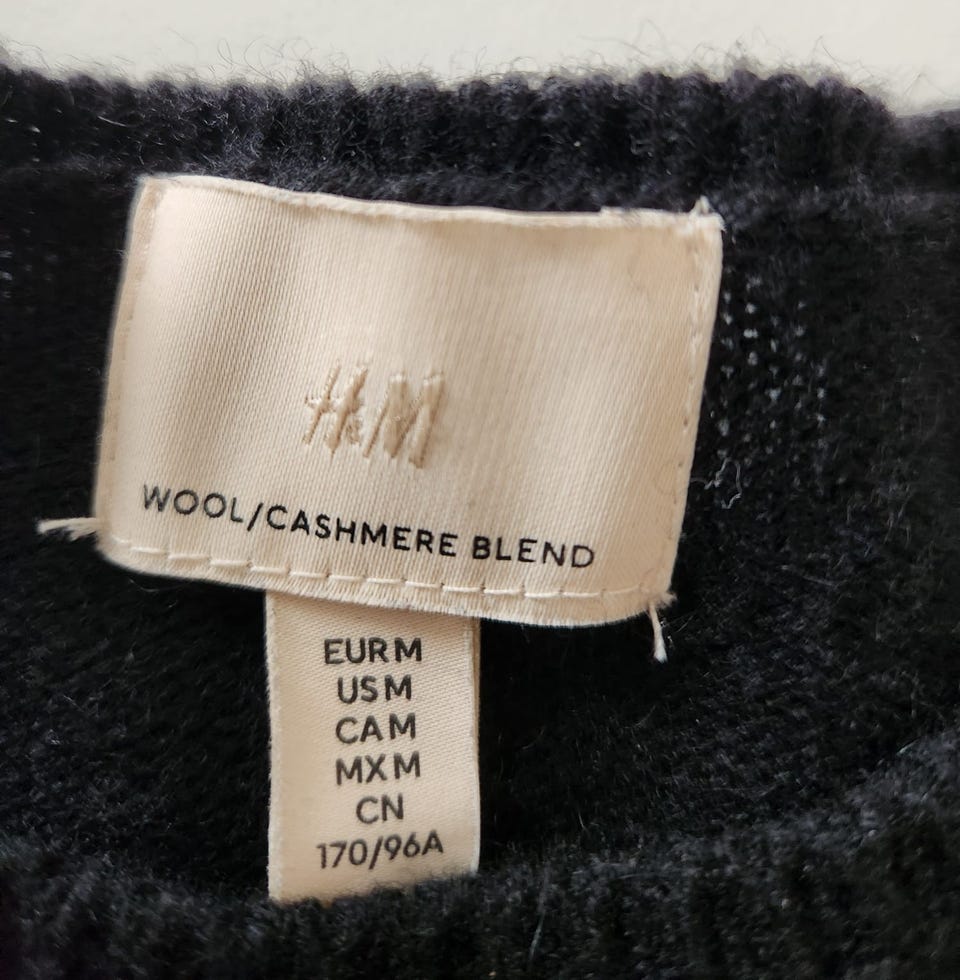 H&M
WOOL/CASHMERE BLEND
EUR M
US M
CA M
MX M
CN
170/96A